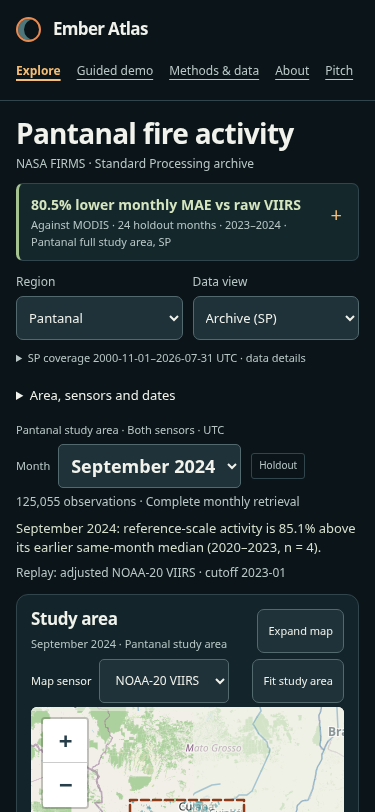 Ember Atlas
Explore Guided demo Methods & data About Pitch
Pantanal fire activity
NASA FIRMS · Standard Processing archive
80.5% lower monthly MAE vs raw VIIRS
+
Against MODIS · 24 holdout months · 2023–2024 ·
Pantanal full study area, SP
Region Data view
Pantanal Archive (SP)
SP coverage 2000-11-01–2026-07-31 UTC · data details
Area, sensors and dates
Pantanal study area · Both sensors · UTC
Month September 2024 Holdout
125,055 observations · Complete monthly retrieval
September 2024: reference-scale activity is 85.1% above
its earlier same-month median (2020–2023, n = 4).
Replay: adjusted NOAA-20 VIIRS · cutoff 2023-01
Study area
Expand map
September 2024 · Pantanal study area
Map sensor NOAA-20 VIIRS Fit study area
+
Mato Grosso
Bra
−